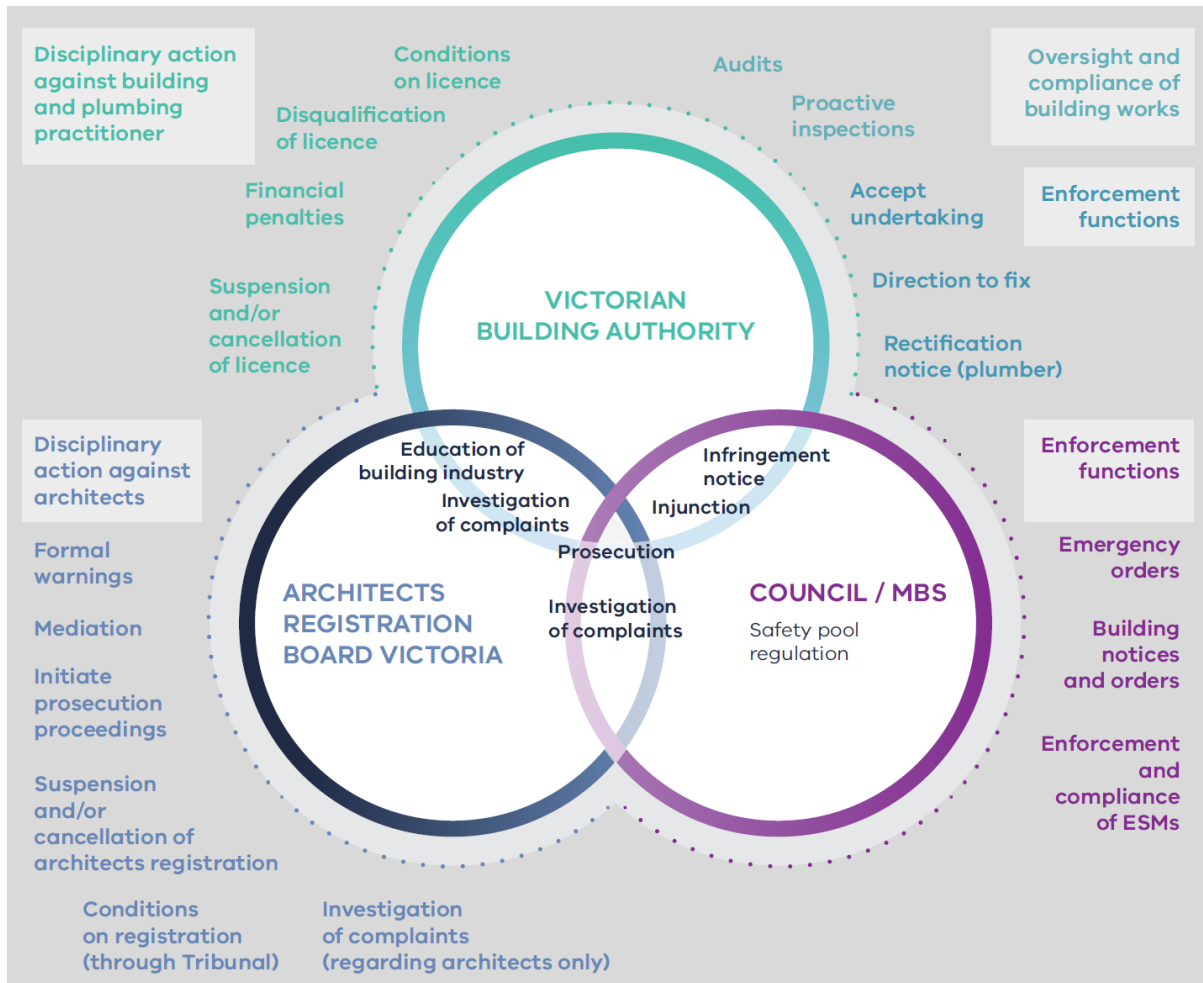 Disciplinary action
against building
and plumbing
practitioner
Conditions
on licence
Disqualification
of licence
Financial
penalties
Suspension
and/or
cancellation
of licence
Audits
Proactive
inspections
Oversight and
compliance of
building works
Accept
undertaking
Enforcement
functions
Direction to fix
Rectification
notice (plumber)
VICTORIAN
BUILDING AUTHORITY
Education of
building industry
Investigation
of complaints
Infringement
notice
Injunction
Prosecution
Investigation
of complaints
ARCHITECTS
REGISTRATION
BOARD VICTORIA
COUNCIL / MBS
Safety pool
regulation
Disciplinary
action against
architects
Formal
warnings
Mediation
Initiate
prosecution
proceedings
Suspension
and/or
cancellation of
architects registration
Conditions
on registration
(through Tribunal)
Investigation
of complaints
(regarding architects only)
Enforcement
functions
Emergency
orders
Building
notices
and orders
Enforcement
and
compliance
of ESMs